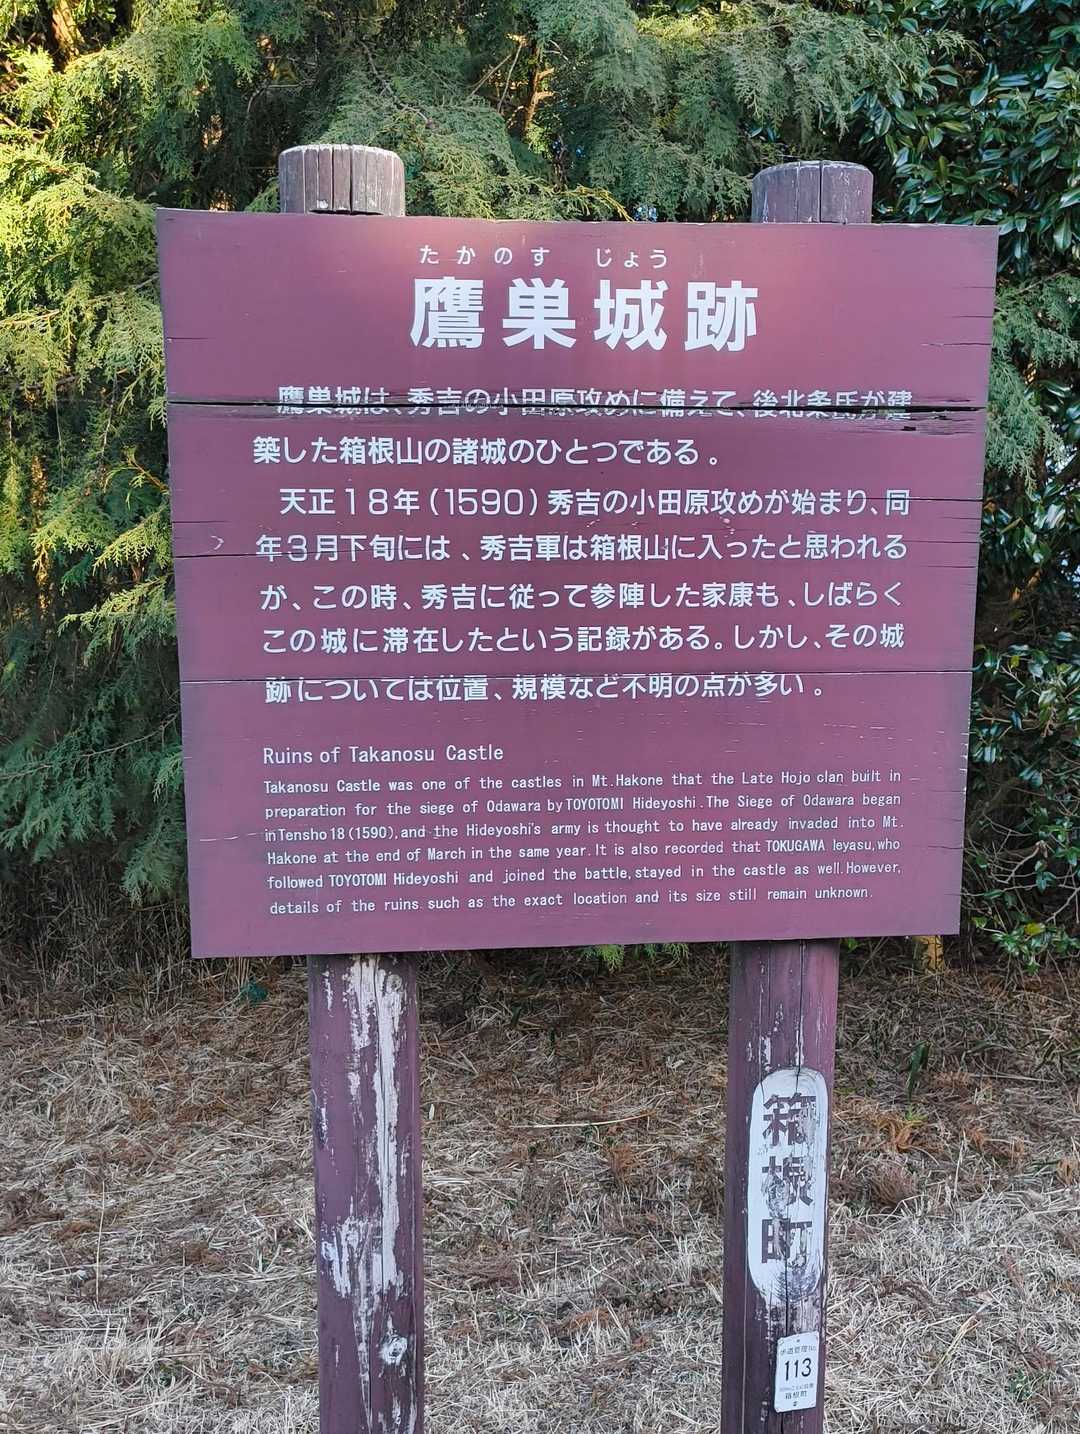 たかのす じょう
鷹巣城跡
鷹巣城は、秀吉の小田原攻めに備えて、後北条氏が建
築した箱根山の諸城のひとつである。
天正18年(1590)秀吉の小田原攻めが始まり、同
年3月下旬には、秀吉軍は箱根山に入ったと思われる
が、この時、秀吉に従って参陣した家康も、しばらく
この城に滞在したという記録がある。しかし、その城
跡については位置、規模など不明の点が多い。
Ruins of Takanosu Castle
Takanosu Castle was one of the castles in Mt.Hakone that the Late Hojo clan built in
preparation for the siege of Odawara by TOYOTOMI Hideyoshi.The Siege of Odawara began
in Tensho 18 (1590),and the Hideyoshi's army is thought to have already invaded into Mt.
Hakone at the end of March in the same year. It is also recorded that TOKUGAWA Ieyasu,who
followed TOYOTOMI Hideyoshi and joined the battle,stayed in the castle as well.However,
details of the ruins such as the exact location and its size still remain unknown.
箱根町
歩道管理No.
113
箱根町